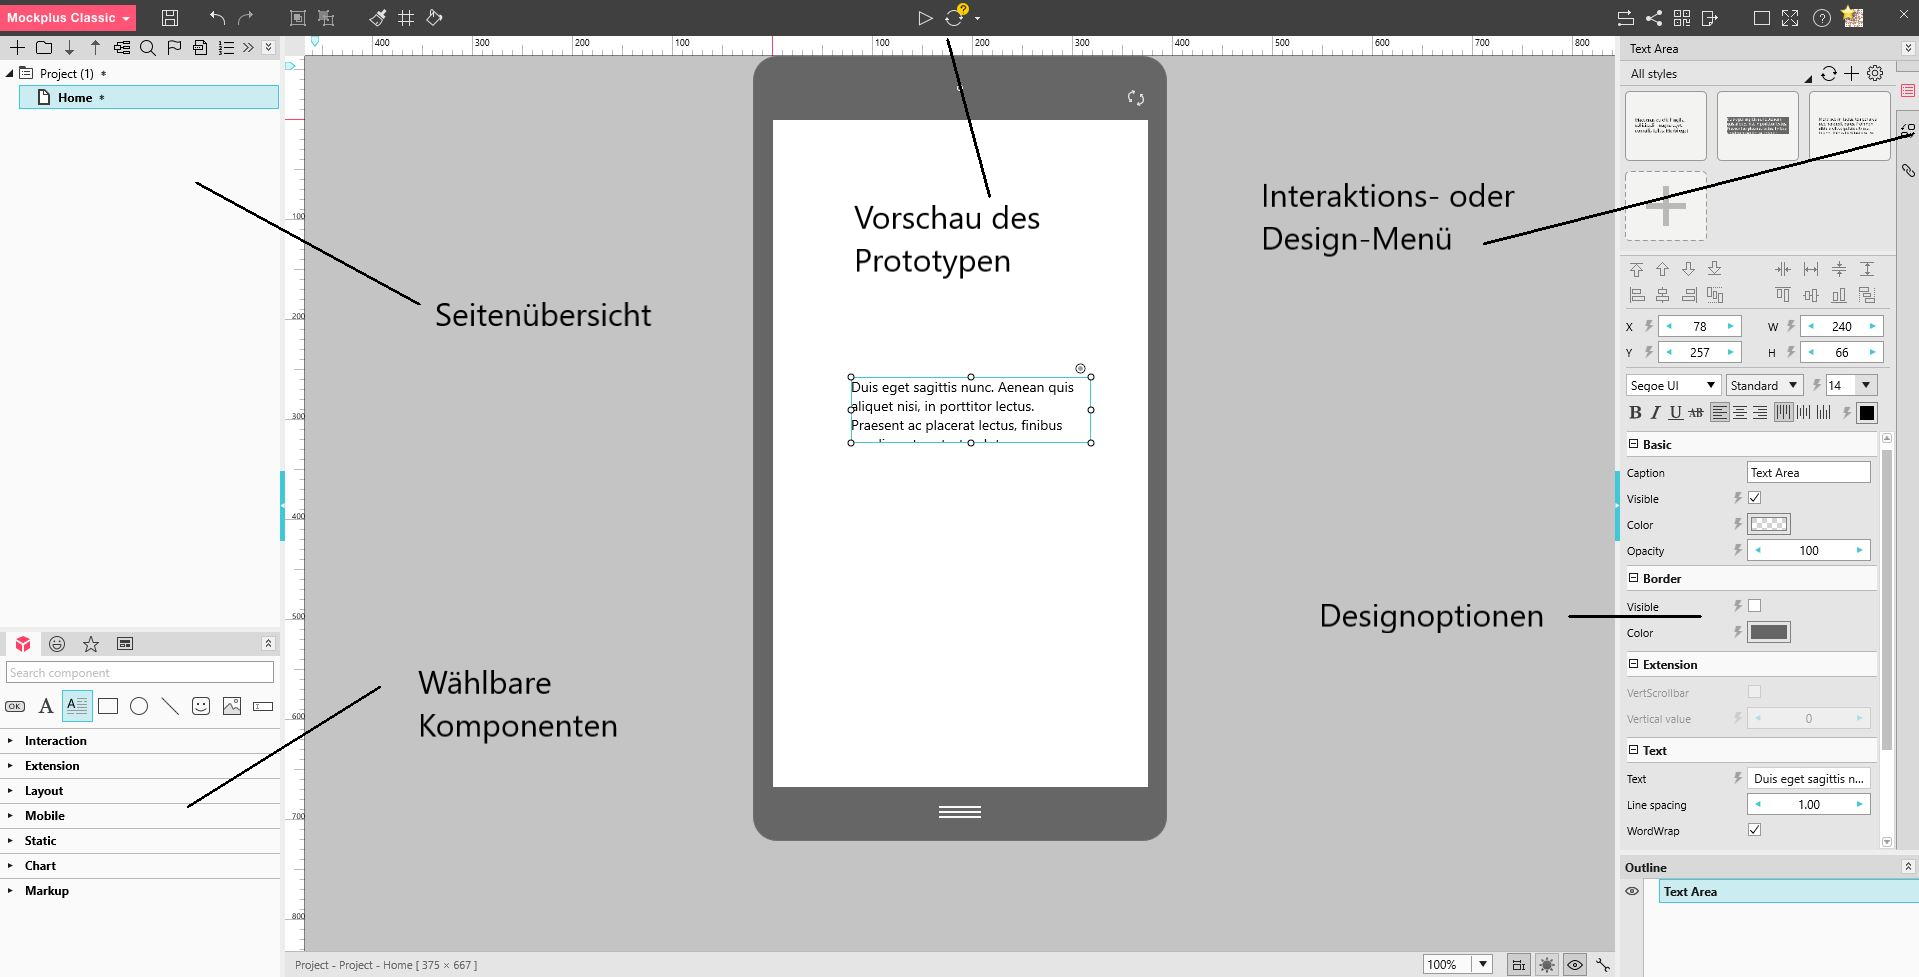 Mockplus Classic
?
Project (1) *
Home *
400 300 200 100 100 200 300 400 500 600 700 800
100
200
300
400
500
600
700
800
Vorschau des
Prototypen
Interaktions- oder
Design-Menü
Seitenübersicht
Duis eget sagittis nunc. Aenean quis
aliquet nisi, in porttitor lectus.
Praesent ac placerat lectus, finibus
Wählbare
Komponenten
Designoptionen
Search component
OK A A
Interaction
Extension
Layout
Mobile
Static
Chart
Markup
Text Area
All styles
X 78 W 240
Y 257 H 66
Segoe UI Standard 14
B I U AB
Basic
Caption Text Area
Visible
Color
Opacity 100
Border
Visible
Color
Extension
VertScrollbar
Vertical value 0
Text
Text Duis eget sagittis n...
Line spacing 1.00
WordWrap
Outline
Text Area
Project - Project - Home [ 375 × 667 ]
100%